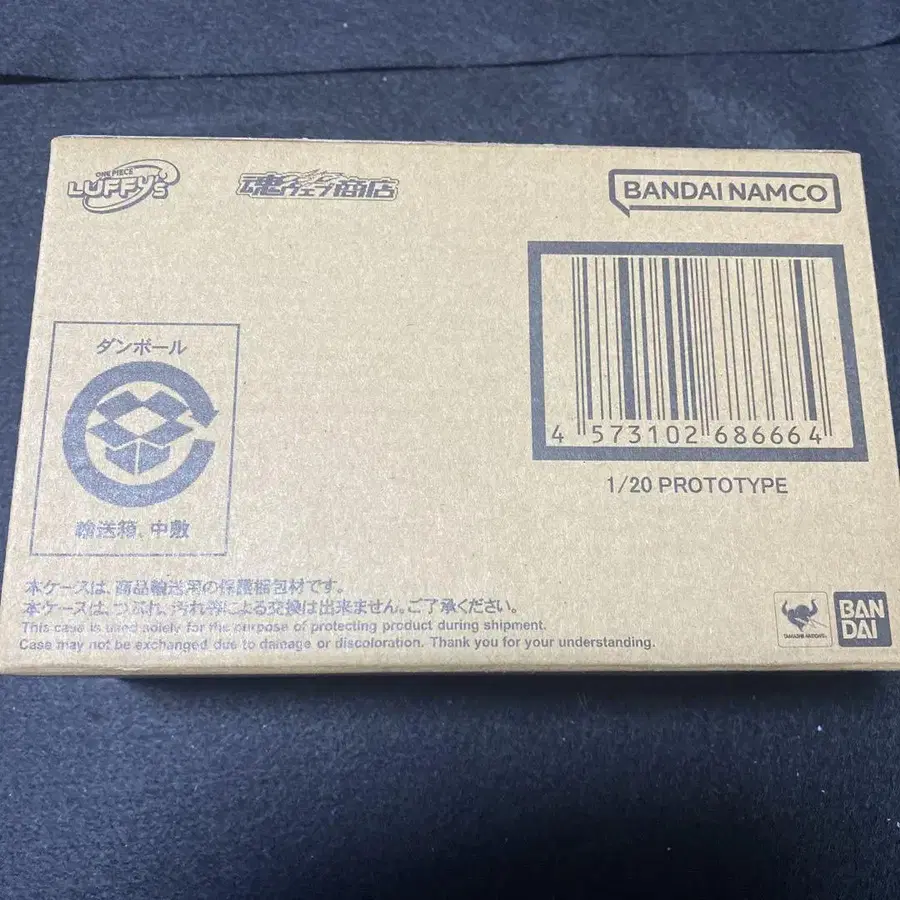 ONE PIECE
LUFFY's
魂ウェブ商店
BANDAI NAMCO
4 573102 686664
1/20 PROTOTYPE
ダンボール
輸送箱、中敷
本ケースは、商品輸送用の保護梱包材です。
本ケースは、つぶれ、汚れ等による交換は出来ません。ご了承ください。
This case is used solely for the purpose of protecting product during shipment.
Case may not be exchanged due to damage or discoloration. Thank you for your understanding.
TAMASHII NATIONS
BAN
DAI